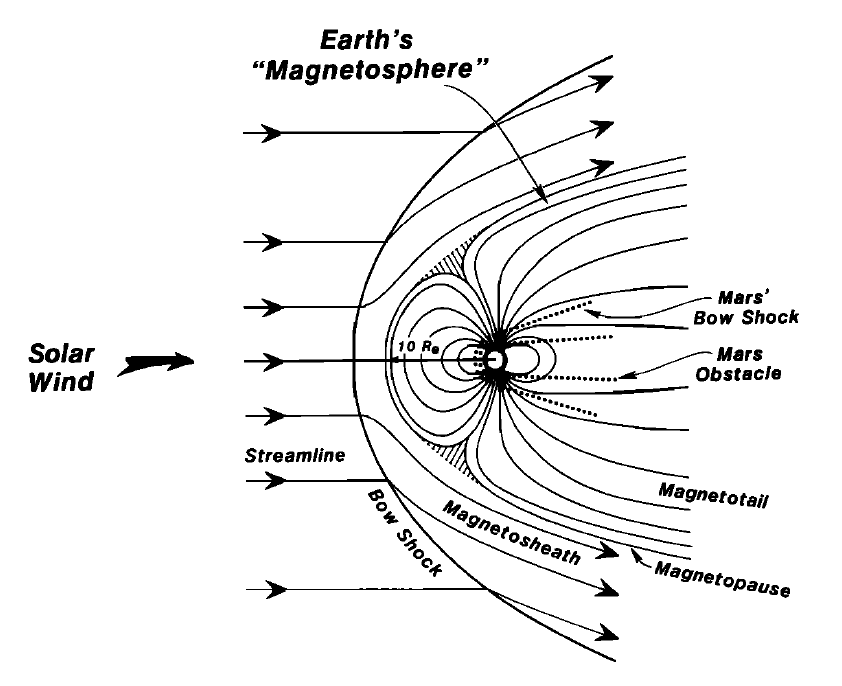 Earth's
"Magnetosphere"
Mars'
Bow Shock
10 Re
Solar
Wind
Mars
Obstacle
Streamline
Bow Shock
Magnetosheath
Magnetotail
Magnetopause